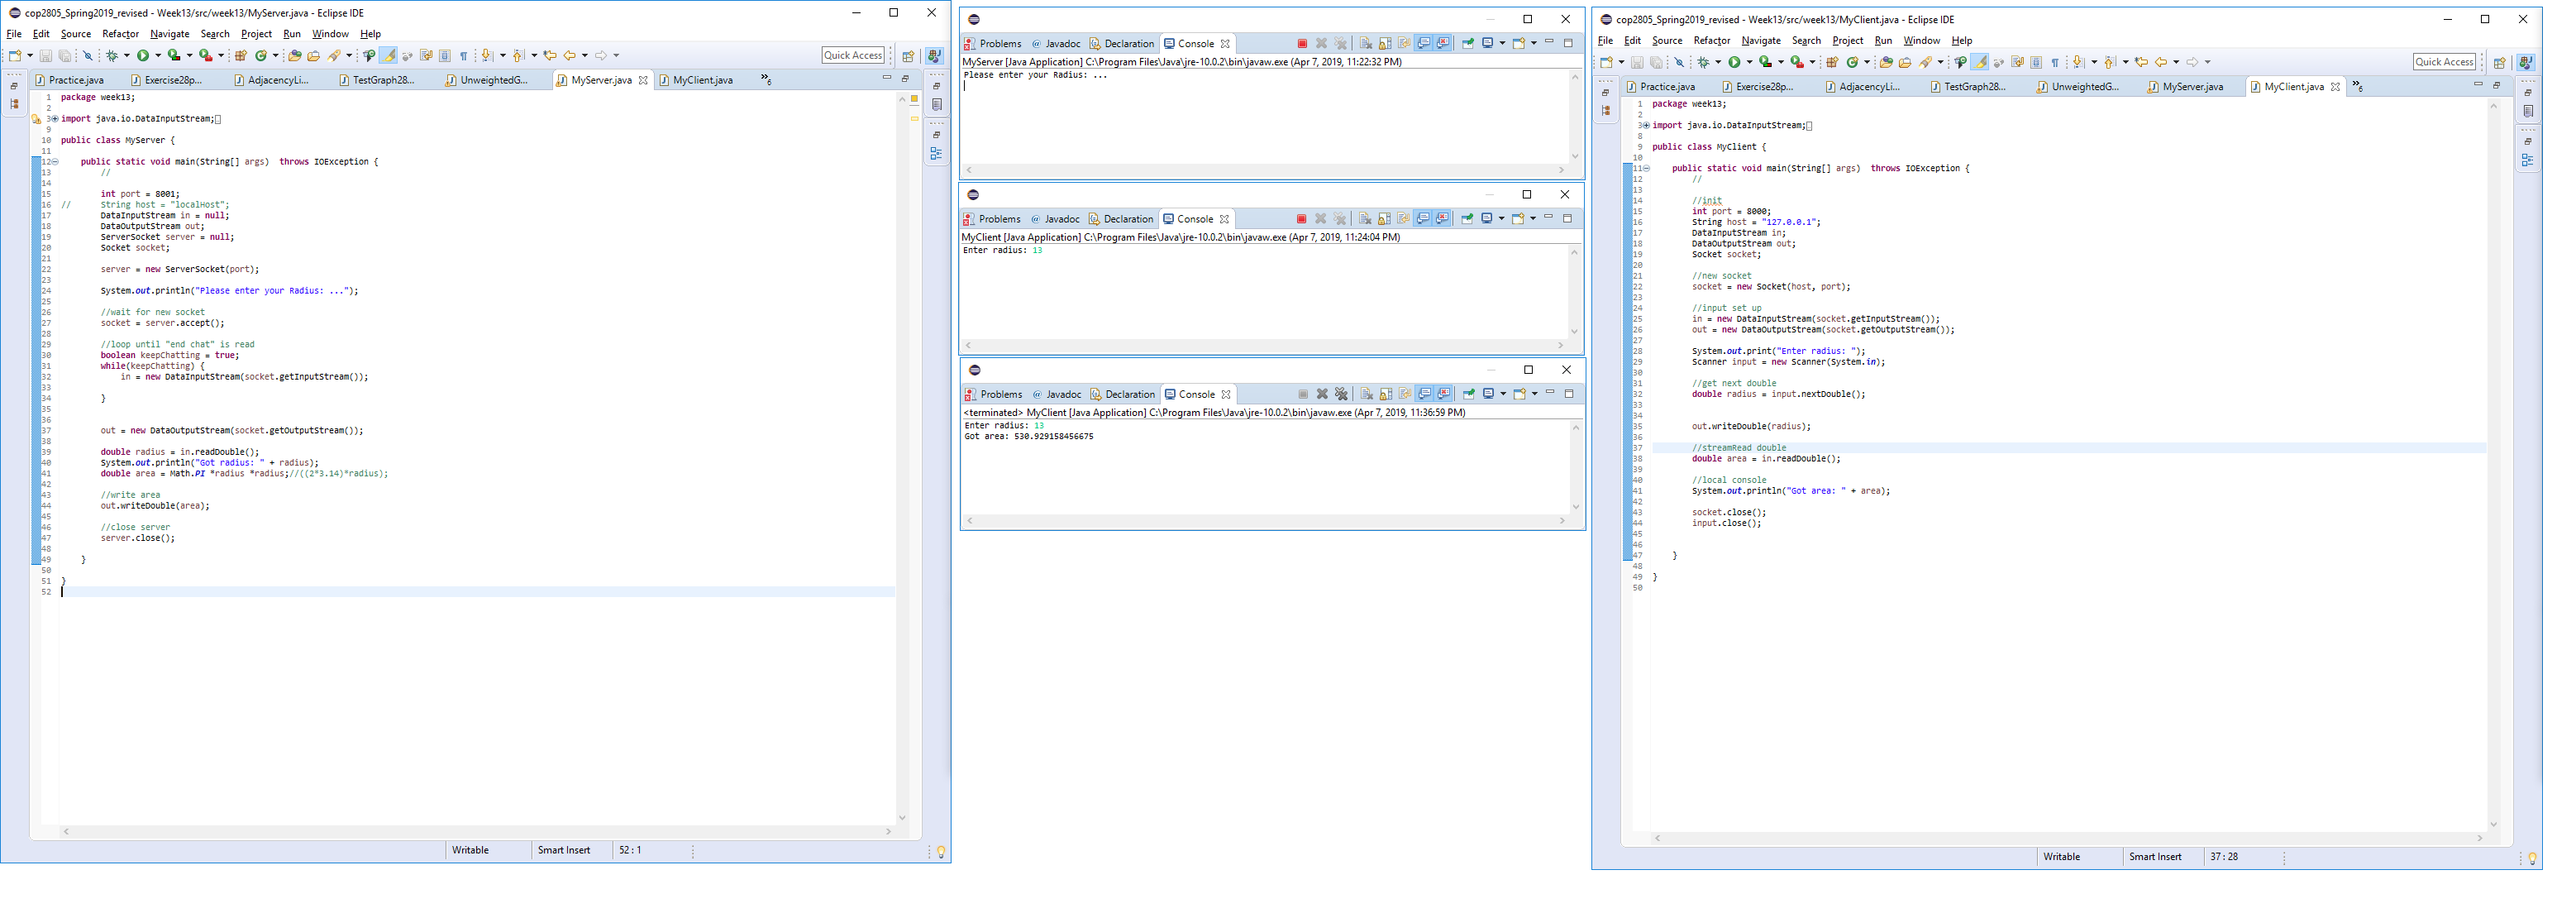 cop2805_Spring2019_revised - Week13/src/week13/MyServer.java - Eclipse IDE
File Edit Source Refactor Navigate Search Project Run Window Help
Quick Access
Practice.java Exercise28p... AdjacencyLi... TestGraph28... UnweightedG... MyServer.java MyClient.java »5
1 package week13;
2
3 import java.io.DataInputStream;
9
10 public class MyServer {
11
12 public static void main(String[] args)  throws IOException {
13 //
14
15 int port = 8001;
16 // String host = "localHost";
17 DataInputStream in = null;
18 DataOutputStream out;
19 ServerSocket server = null;
20 Socket socket;
21
22 server = new ServerSocket(port);
23
24 System.out.println("Please enter your Radius: ...");
25
26 //wait for new socket
27 socket = server.accept();
28
29 //loop until "end chat" is read
30 boolean keepChatting = true;
31 while(keepChatting) {
32 in = new DataInputStream(socket.getInputStream());
33
34 }
35
36
37 out = new DataOutputStream(socket.getOutputStream());
38
39 double radius = in.readDouble();
40 System.out.println("Got radius: " + radius);
41 double area = Math.PI *radius *radius;//((2*3.14)*radius);
42
43 //write area
44 out.writeDouble(area);
45
46 //close server
47 server.close();
48
49 }
50
51 }
52
Writable Smart Insert 52 : 1
Problems @ Javadoc Declaration Console
MyServer [Java Application] C:\Program Files\Java\jre-10.0.2\bin\javaw.exe (Apr 7, 2019, 11:22:32 PM)
Please enter your Radius: ...
Problems @ Javadoc Declaration Console
MyClient [Java Application] C:\Program Files\Java\jre-10.0.2\bin\javaw.exe (Apr 7, 2019, 11:24:04 PM)
Enter radius: 13
Problems @ Javadoc Declaration Console
<terminated> MyClient [Java Application] C:\Program Files\Java\jre-10.0.2\bin\javaw.exe (Apr 7, 2019, 11:36:59 PM)
Enter radius: 13
Got area: 530.929158456675
cop2805_Spring2019_revised - Week13/src/week13/MyClient.java - Eclipse IDE
File Edit Source Refactor Navigate Search Project Run Window Help
Quick Access
Practice.java Exercise28p... AdjacencyLi... TestGraph28... UnweightedG... MyServer.java MyClient.java »5
1 package week13;
2
3 import java.io.DataInputStream;
8
9 public class MyClient {
10
11 public static void main(String[] args)  throws IOException {
12 //
13
14 //init
15 int port = 8000;
16 String host = "127.0.0.1";
17 DataInputStream in;
18 DataOutputStream out;
19 Socket socket;
20
21 //new socket
22 socket = new Socket(host, port);
23
24 //input set up
25 in = new DataInputStream(socket.getInputStream());
26 out = new DataOutputStream(socket.getOutputStream());
27
28 System.out.print("Enter radius: ");
29 Scanner input = new Scanner(System.in);
30
31 //get next double
32 double radius = input.nextDouble();
33
34
35 out.writeDouble(radius);
36
37 //streamRead double
38 double area = in.readDouble();
39
40 //local console
41 System.out.println("Got area: " + area);
42
43 socket.close();
44 input.close();
45
46
47 }
48
49 }
50
Writable Smart Insert 37 : 28